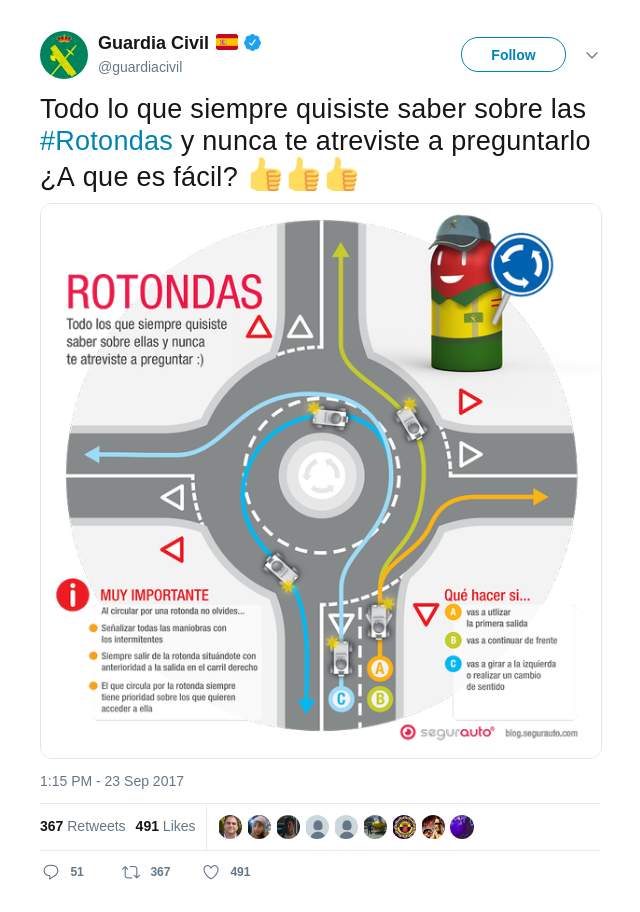 Guardia Civil
@guardiacivil
Follow
Todo lo que siempre quisiste saber sobre las
#Rotondas y nunca te atreviste a preguntarlo
¿A que es fácil?
ROTONDAS
Todo los que siempre quisiste
saber sobre ellas y nunca
te atreviste a preguntar :)
MUY IMPORTANTE
Al circular por una rotonda no olvides...
Señalizar todas las maniobras con
los intermitentes
Siempre salir de la rotonda situándote con
anterioridad a la salida en el carril derecho
El que circula por la rotonda siempre
tiene prioridad sobre los que quieren
acceder a ella
A
C
B
Qué hacer si...
A vas a utlizar
la primera salida
B vas a continuar de frente
C vas a girar a la izquierda
o realizar un cambio
de sentido
segurauto®
blog.segurauto.com
1:15 PM - 23 Sep 2017
367 Retweets 491 Likes
51 367 491